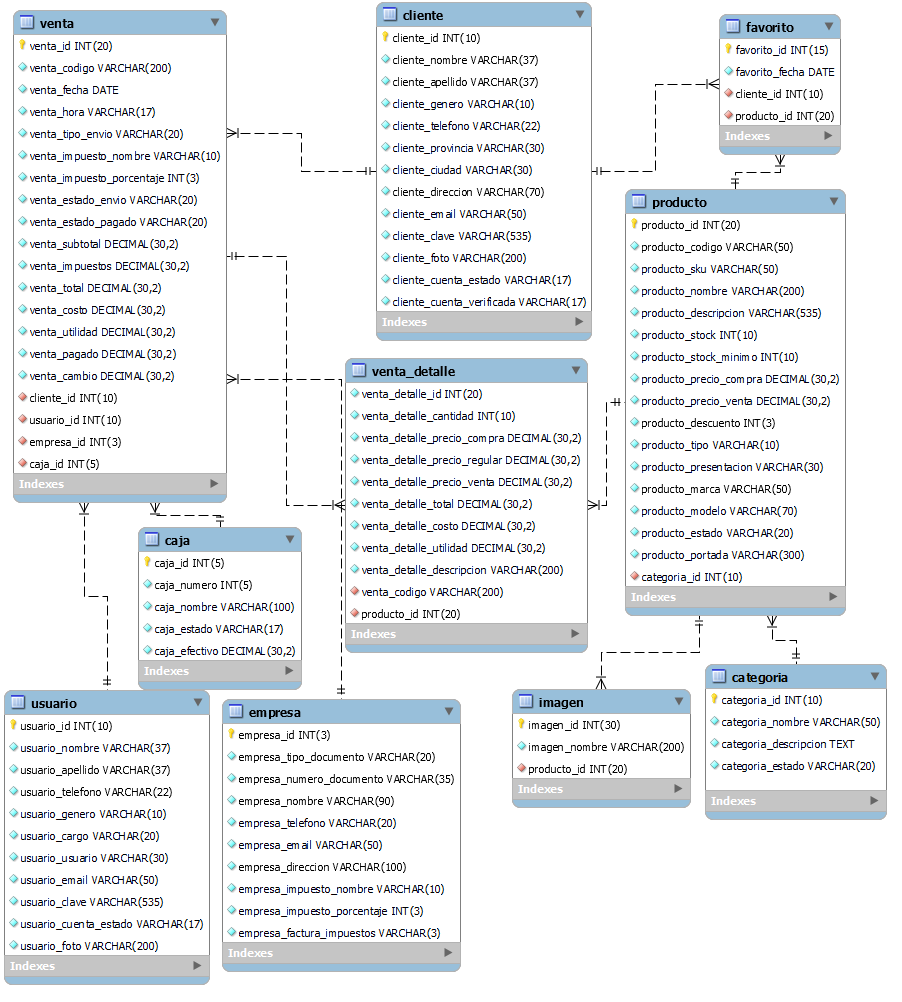 venta
venta_id INT(20)
venta_codigo VARCHAR(200)
venta_fecha DATE
venta_hora VARCHAR(17)
venta_tipo_envio VARCHAR(20)
venta_impuesto_nombre VARCHAR(10)
venta_impuesto_porcentaje INT(3)
venta_estado_envio VARCHAR(20)
venta_estado_pagado VARCHAR(20)
venta_subtotal DECIMAL(30,2)
venta_impuestos DECIMAL(30,2)
venta_total DECIMAL(30,2)
venta_costo DECIMAL(30,2)
venta_utilidad DECIMAL(30,2)
venta_pagado DECIMAL(30,2)
venta_cambio DECIMAL(30,2)
cliente_id INT(10)
usuario_id INT(10)
empresa_id INT(3)
caja_id INT(5)
Indexes
cliente
cliente_id INT(10)
cliente_nombre VARCHAR(37)
cliente_apellido VARCHAR(37)
cliente_genero VARCHAR(10)
cliente_telefono VARCHAR(22)
cliente_provincia VARCHAR(30)
cliente_ciudad VARCHAR(30)
cliente_direccion VARCHAR(70)
cliente_email VARCHAR(50)
cliente_clave VARCHAR(535)
cliente_foto VARCHAR(200)
cliente_cuenta_estado VARCHAR(17)
cliente_cuenta_verificada VARCHAR(17)
Indexes
favorito
favorito_id INT(15)
favorito_fecha DATE
cliente_id INT(10)
producto_id INT(20)
Indexes
producto
producto_id INT(20)
producto_codigo VARCHAR(50)
producto_sku VARCHAR(50)
producto_nombre VARCHAR(200)
producto_descripcion VARCHAR(535)
producto_stock INT(10)
producto_stock_minimo INT(10)
producto_precio_compra DECIMAL(30,2)
producto_precio_venta DECIMAL(30,2)
producto_descuento INT(3)
producto_tipo VARCHAR(10)
producto_presentacion VARCHAR(30)
producto_marca VARCHAR(50)
producto_modelo VARCHAR(70)
producto_estado VARCHAR(20)
producto_portada VARCHAR(300)
categoria_id INT(10)
Indexes
venta_detalle
venta_detalle_id INT(20)
venta_detalle_cantidad INT(10)
venta_detalle_precio_compra DECIMAL(30,2)
venta_detalle_precio_regular DECIMAL(30,2)
venta_detalle_precio_venta DECIMAL(30,2)
venta_detalle_total DECIMAL(30,2)
venta_detalle_costo DECIMAL(30,2)
venta_detalle_utilidad DECIMAL(30,2)
venta_detalle_descripcion VARCHAR(200)
venta_codigo VARCHAR(200)
producto_id INT(20)
Indexes
caja
caja_id INT(5)
caja_numero INT(5)
caja_nombre VARCHAR(100)
caja_estado VARCHAR(17)
caja_efectivo DECIMAL(30,2)
Indexes
usuario
usuario_id INT(10)
usuario_nombre VARCHAR(37)
usuario_apellido VARCHAR(37)
usuario_telefono VARCHAR(22)
usuario_genero VARCHAR(10)
usuario_cargo VARCHAR(20)
usuario_usuario VARCHAR(30)
usuario_email VARCHAR(50)
usuario_clave VARCHAR(535)
usuario_cuenta_estado VARCHAR(17)
usuario_foto VARCHAR(200)
Indexes
empresa
empresa_id INT(3)
empresa_tipo_documento VARCHAR(20)
empresa_numero_documento VARCHAR(35)
empresa_nombre VARCHAR(90)
empresa_telefono VARCHAR(20)
empresa_email VARCHAR(50)
empresa_direccion VARCHAR(100)
empresa_impuesto_nombre VARCHAR(10)
empresa_impuesto_porcentaje INT(3)
empresa_factura_impuestos VARCHAR(3)
Indexes
imagen
imagen_id INT(30)
imagen_nombre VARCHAR(200)
producto_id INT(20)
Indexes
categoria
categoria_id INT(10)
categoria_nombre VARCHAR(50)
categoria_descripcion TEXT
categoria_estado VARCHAR(20)
Indexes